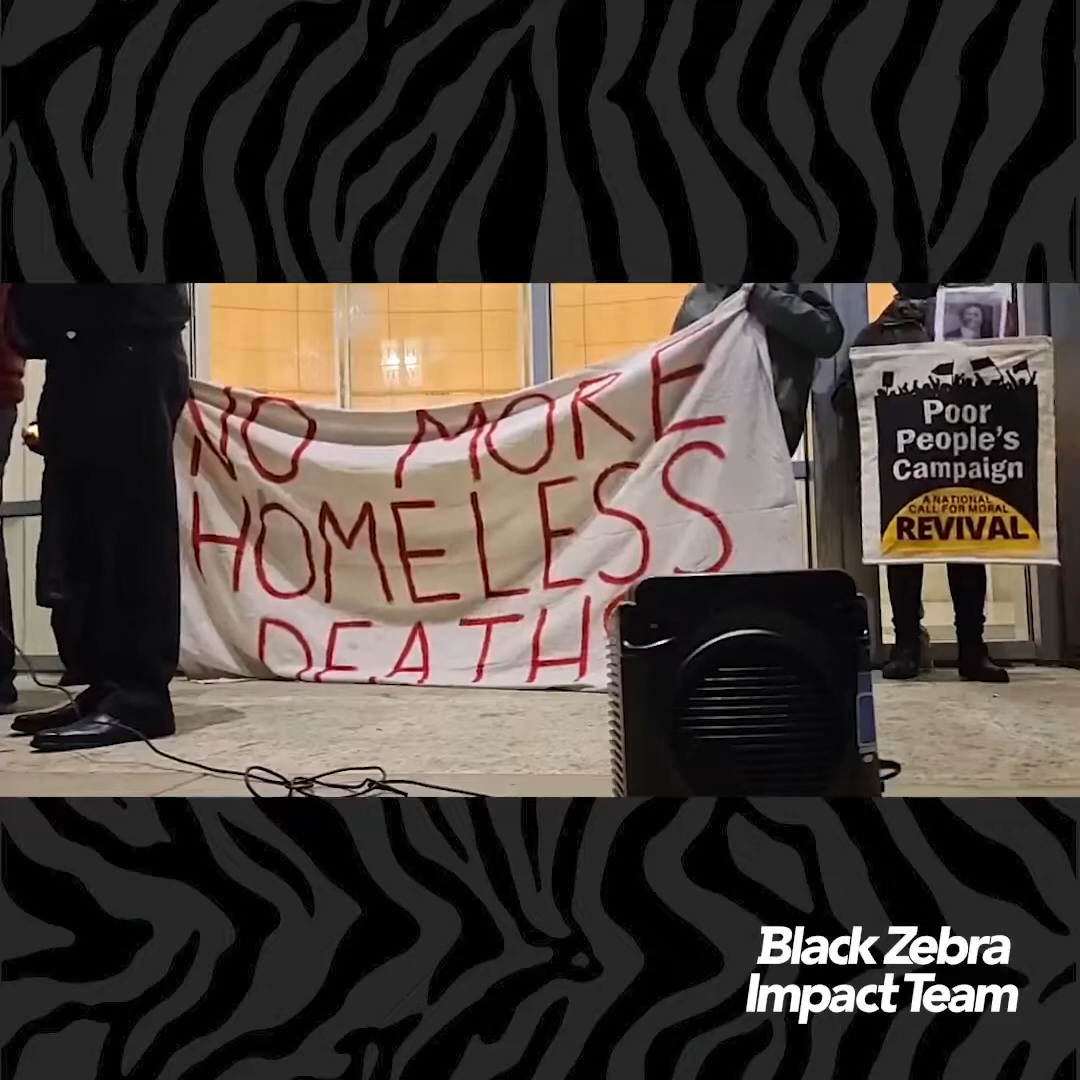 NO MORE
HOMELESS
DEATHS
Poor
People's
Campaign
A NATIONAL
CALL FOR MORAL
REVIVAL
Black Zebra
Impact Team